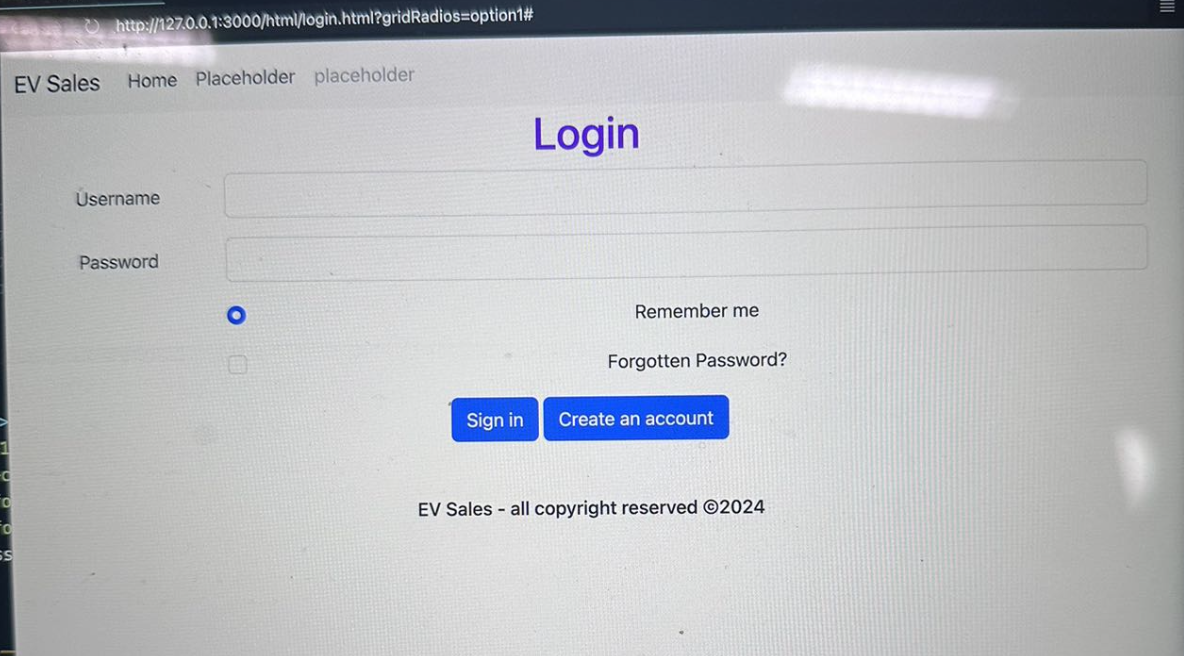 http://127.0.0.1:3000/html/login.html?gridRadios=option1#
EV Sales Home Placeholder placeholder
Login
Username
Password
Remember me
Forgotten Password?
Sign in Create an account
EV Sales - all copyright reserved ©2024